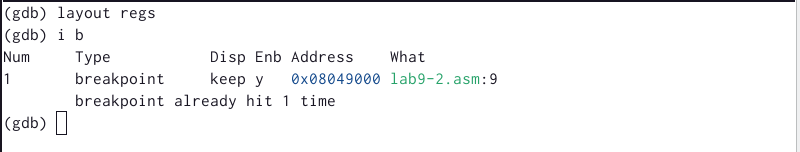 (gdb) layout regs
(gdb) i b
Num     Type           Disp Enb Address    What
1       breakpoint     keep y   0x08049000 lab9-2.asm:9
        breakpoint already hit 1 time
(gdb)